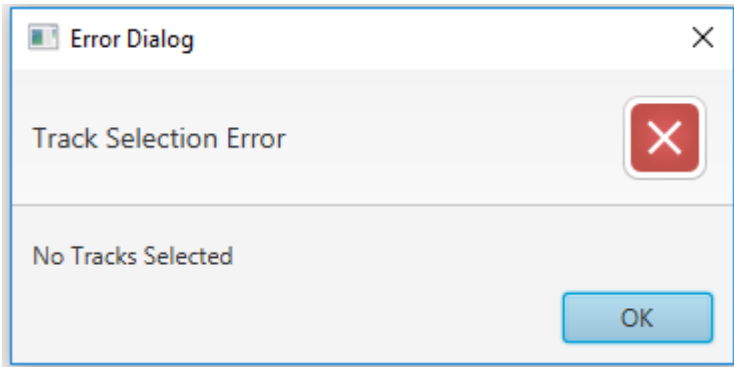 Error Dialog
Track Selection Error
No Tracks Selected
OK